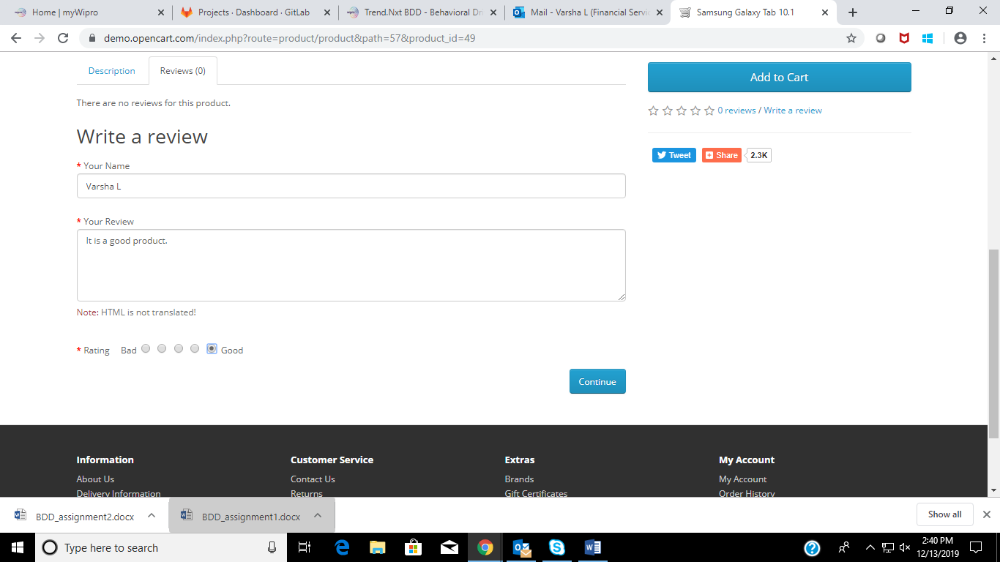 Home | myWipro
Projects · Dashboard · GitLab
Trend.Nxt BDD - Behavioral Dri
Mail - Varsha L (Financial Servic
Samsung Galaxy Tab 10.1
demo.opencart.com/index.php?route=product/product&path=57&product_id=49
Description
Reviews (0)
There are no reviews for this product.
Write a review
* Your Name
Varsha L
* Your Review
It is a good product.
Note: HTML is not translated!
* Rating Bad Good
Continue
Add to Cart
0 reviews / Write a review
Tweet
Share
2.3K
Information
About Us
Delivery Information
Customer Service
Contact Us
Returns
Extras
Brands
Gift Certificates
My Account
My Account
Order History
BDD_assignment2.docx
BDD_assignment1.docx
Show all
Type here to search
2:40 PM
12/13/2019